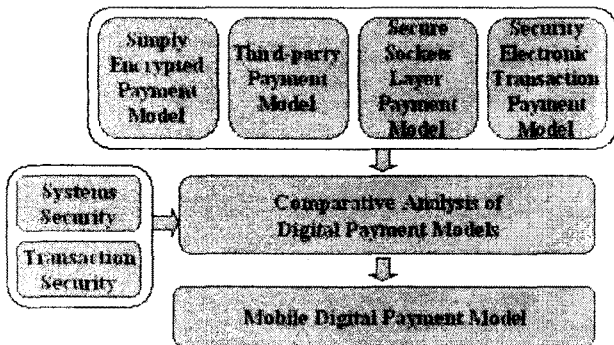 Simply
Encrypted
Payment
Model
Third-party
Payment
Model
Secure
Sockets
Layer
Payment
Model
Security
Electronic
Transaction
Payment
Model
Systems
Security
Transaction
Security
Comparative Analysis of
Digital Payment Models
Mobile Digital Payment Model